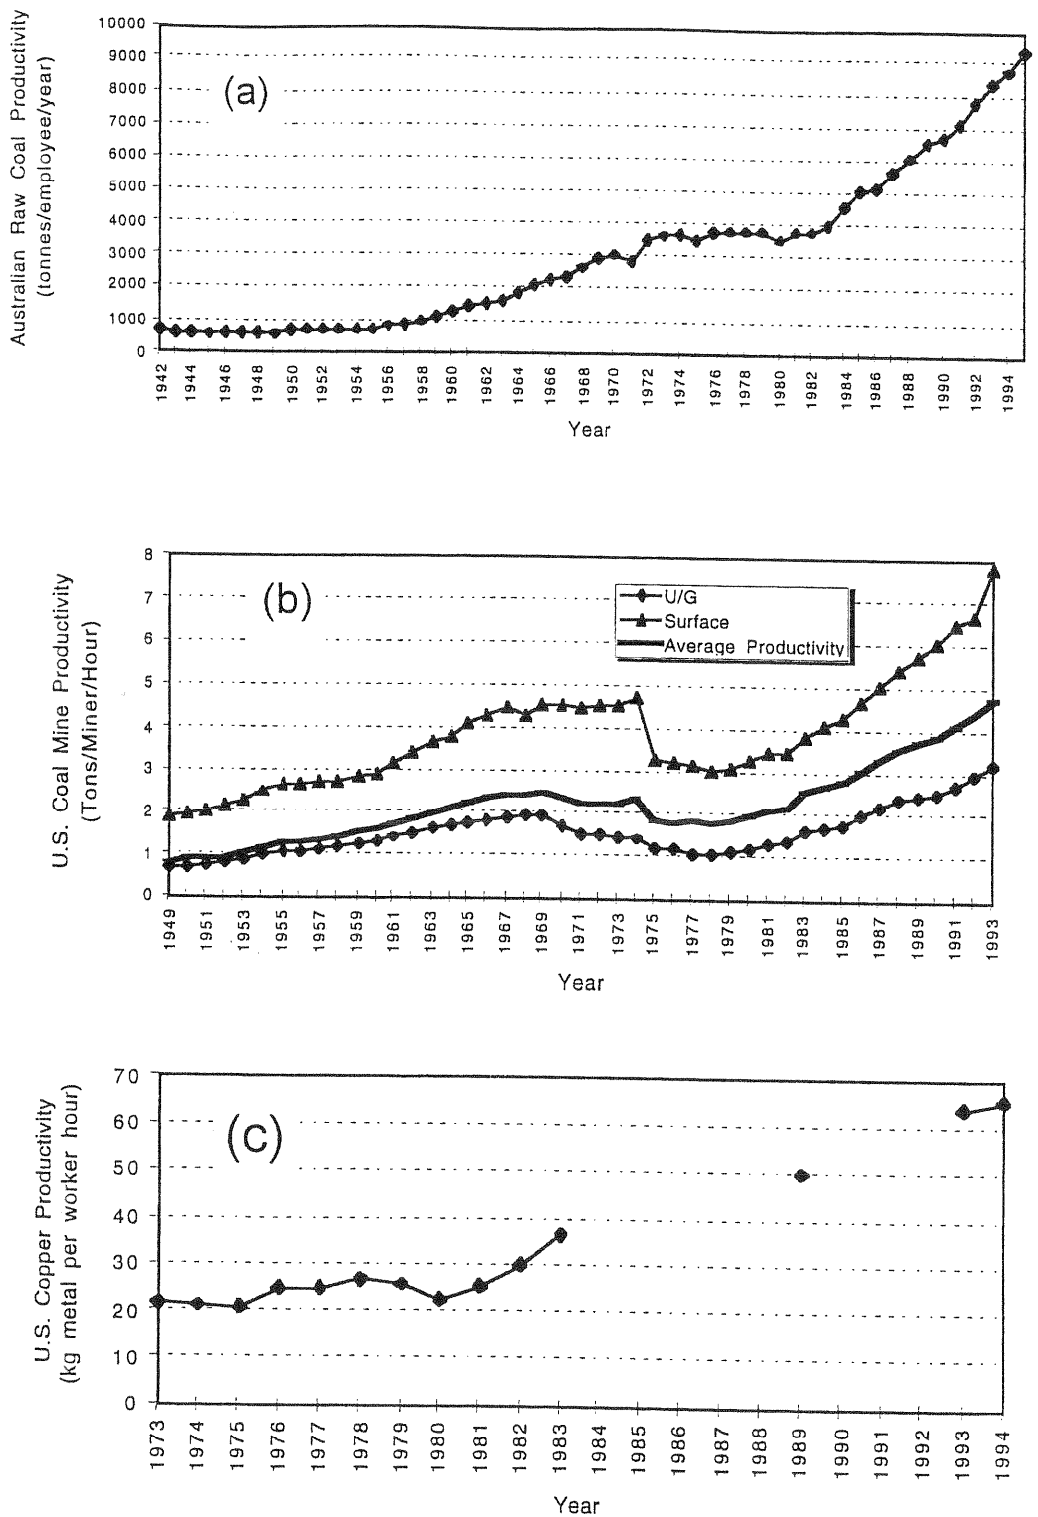 Australian Raw Coal Productivity
(tonnes/employee/year)
10000
9000
8000
7000
6000
5000
4000
3000
2000
1000
0
(a)
1942 1944 1946 1948 1950 1952 1954 1956 1958 1960 1962 1964 1966 1968 1970 1972 1974 1976 1978 1980 1982 1984 1986 1988 1990 1992 1994
Year
U.S. Coal Mine Productivity
(Tons/Miner/Hour)
8
7
6
5
4
3
2
1
0
(b)
U/G
Surface
Average Productivity
1949 1951 1953 1955 1957 1959 1961 1963 1965 1967 1969 1971 1973 1975 1977 1979 1981 1983 1985 1987 1989 1991 1993
Year
U.S. Copper Productivity
(kg metal per worker hour)
70
60
50
40
30
20
10
0
(c)
1973 1974 1975 1976 1977 1978 1979 1980 1981 1982 1983 1984 1985 1986 1987 1988 1989 1990 1991 1992 1993 1994
Year